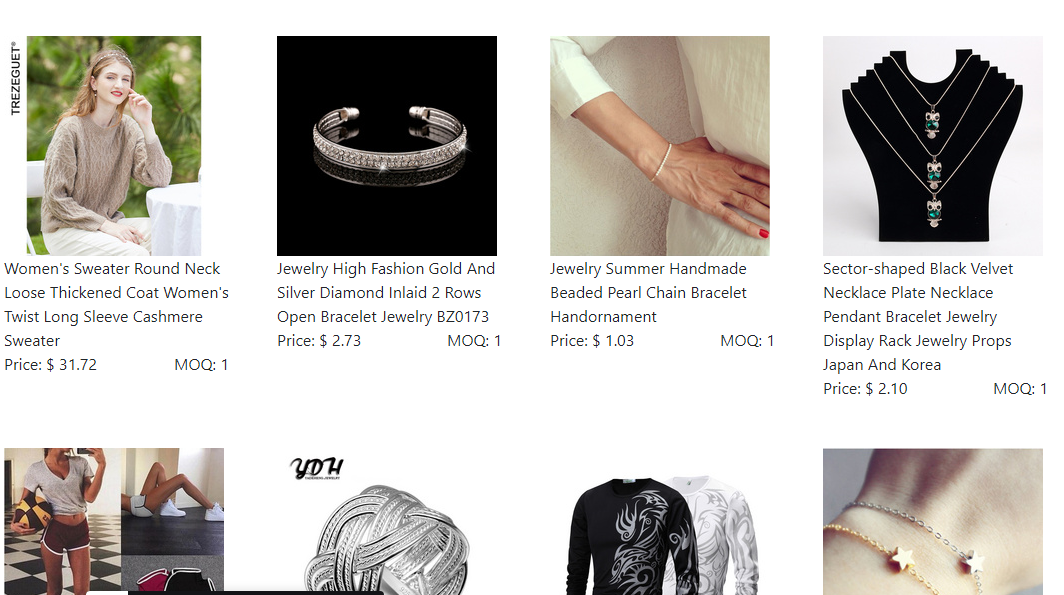 TREZEGUET®
Women's Sweater Round Neck
Loose Thickened Coat Women's
Twist Long Sleeve Cashmere
Sweater
Price: $ 31.72 MOQ: 1
Jewelry High Fashion Gold And
Silver Diamond Inlaid 2 Rows
Open Bracelet Jewelry BZ0173
Price: $ 2.73 MOQ: 1
Jewelry Summer Handmade
Beaded Pearl Chain Bracelet
Handornament
Price: $ 1.03 MOQ: 1
Sector-shaped Black Velvet
Necklace Plate Necklace
Pendant Bracelet Jewelry
Display Rack Jewelry Props
Japan And Korea
Price: $ 2.10 MOQ: 1
YDH